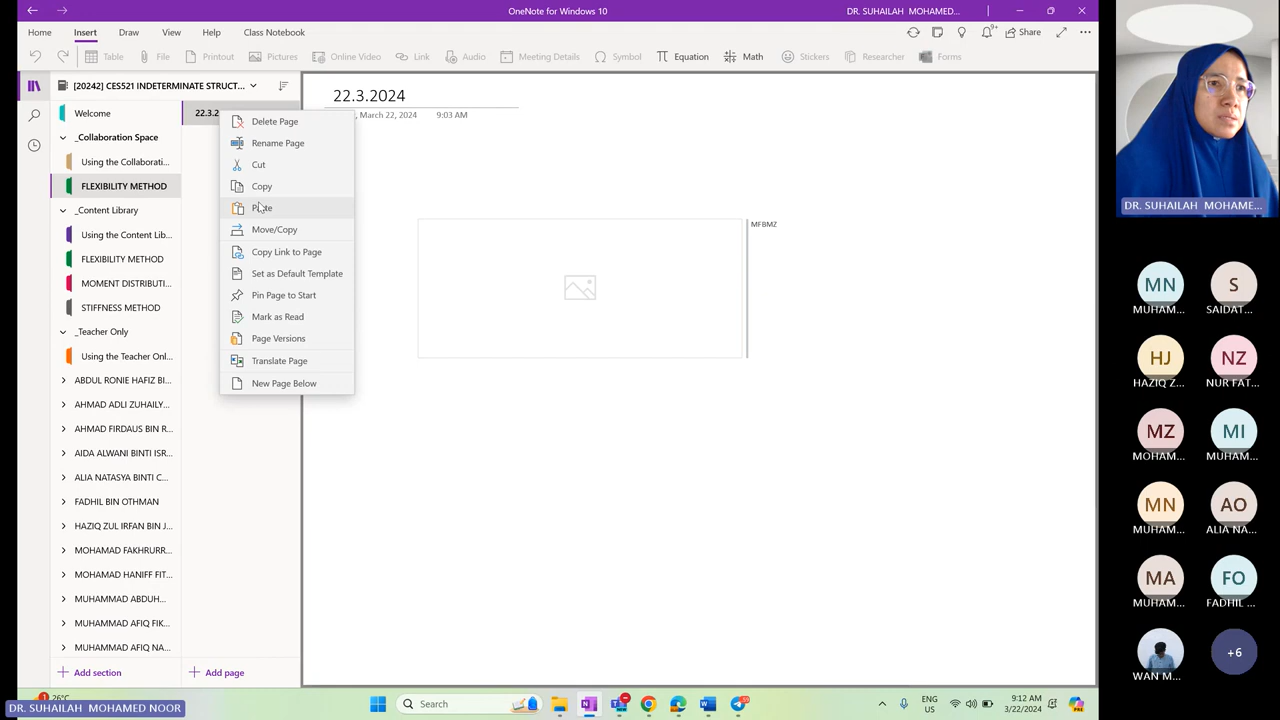 OneNote for Windows 10
DR. SUHAILAH MOHAMED...
Home Insert Draw View Help Class Notebook
9+ Share
Table File Printout Pictures Online Video Link Audio Meeting Details Symbol Equation Math Stickers Researcher Forms
[20242] CES521 INDETERMINATE STRUCT...
Welcome
_Collaboration Space
Using the Collaborati...
FLEXIBILITY METHOD
_Content Library
Using the Content Lib...
FLEXIBILITY METHOD
MOMENT DISTRIBUTI...
STIFFNESS METHOD
_Teacher Only
Using the Teacher Onl...
ABDUL RONIE HAFIZ BI...
AHMAD ADLI ZUHAILY...
AHMAD FIRDAUS BIN R...
AIDA ALWANI BINTI ISR...
ALIA NATASYA BINTI C...
FADHIL BIN OTHMAN
HAZIQ ZUL IRFAN BIN J...
MOHAMAD FAKHRURR...
MOHAMAD HANIFF FIT...
MUHAMMAD ABDUH...
MUHAMMAD AFIQ FIK...
MUHAMMAD AFIQ NA...
Add section
22.3.2
Add page
Delete Page
Rename Page
Cut
Copy
Paste
Move/Copy
Copy Link to Page
Set as Default Template
Pin Page to Start
Mark as Read
Page Versions
Translate Page
New Page Below
22.3.2024
, March 22, 2024 9:03 AM
MFBMZ
DR. SUHAILAH MOHAME...
MN
MUHAM...
S
SAIDAT...
HJ
HAZIQ Z...
NZ
NUR FAT...
MZ
MOHAM...
MI
MUHAM...
MN
MUHAM...
AO
ALIA NA...
MA
MUHAM...
FO
FADHIL ...
WAN M...
+6
1
26°C
DR. SUHAILAH MOHAMED NOOR
Search
ENG
US
9:12 AM
3/22/2024